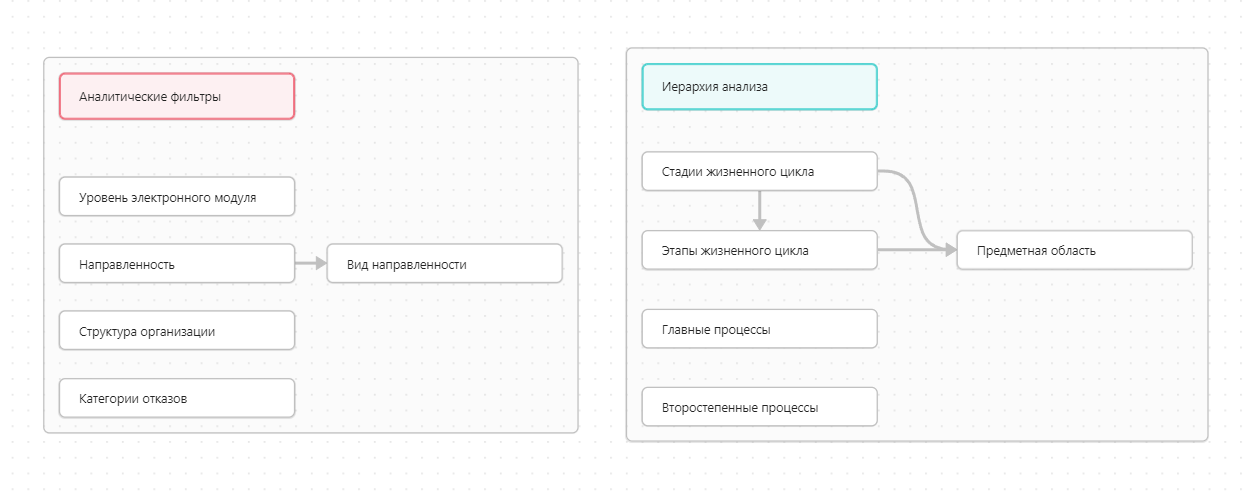 Аналитические фильтры
Уровень электронного модуля
Направленность
Вид направленности
Структура организации
Категории отказов
Иерархия анализа
Стадии жизненного цикла
Этапы жизненного цикла
Предметная область
Главные процессы
Второстепенные процессы